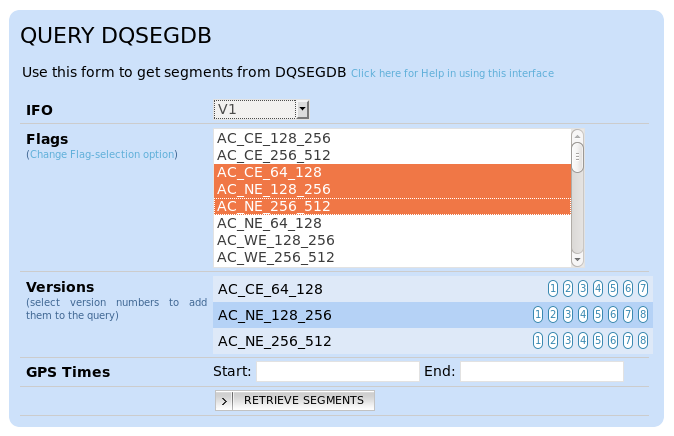 QUERY DQSEGDB
Use this form to get segments from DQSEGDB Click here for Help in using this interface
IFO V1
Flags
(Change Flag-selection option)
AC_CE_128_256
AC_CE_256_512
AC_CE_64_128
AC_NE_128_256
AC_NE_256_512
AC_NE_64_128
AC_WE_128_256
AC_WE_256_512
Versions
(select version numbers to add
them to the query)
AC_CE_64_128 1 2 3 4 5 6 7
AC_NE_128_256 1 2 3 4 5 6 7 8
AC_NE_256_512 1 2 3 4 5 6 7 8
GPS Times Start: End:
RETRIEVE SEGMENTS